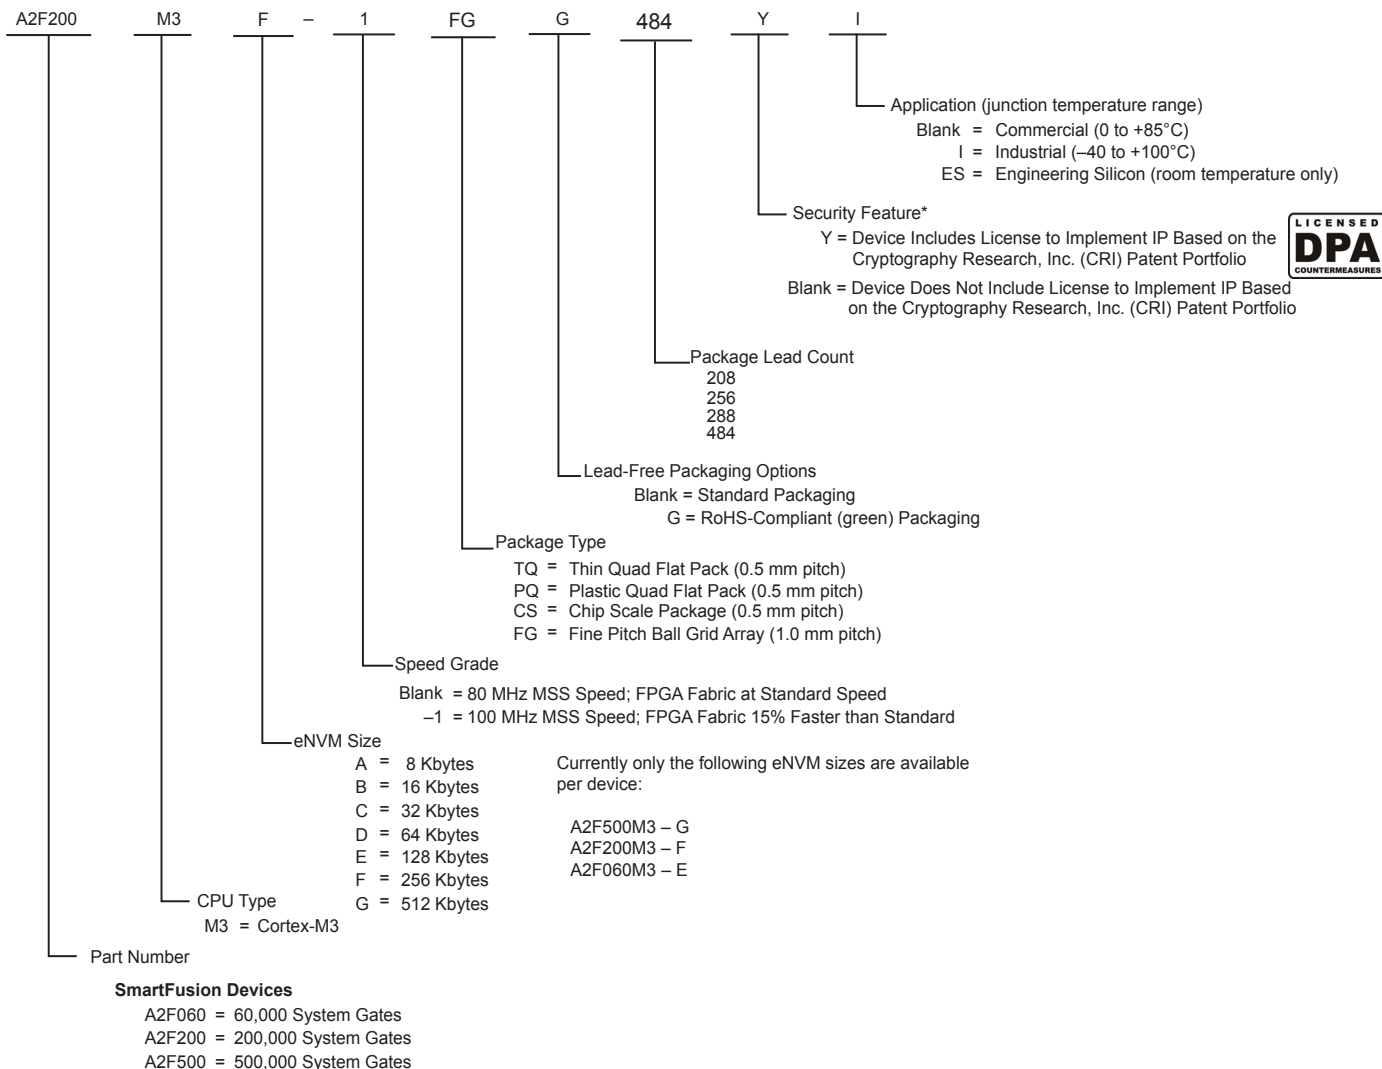 A2F200 M3 F – 1 FG G 484 Y I
Application (junction temperature range)
Blank = Commercial (0 to +85°C)
I = Industrial (–40 to +100°C)
ES = Engineering Silicon (room temperature only)
Security Feature*
Y = Device Includes License to Implement IP Based on the
Cryptography Research, Inc. (CRI) Patent Portfolio
LICENSED
DPA
COUNTERMEASURES
Blank = Device Does Not Include License to Implement IP Based
on the Cryptography Research, Inc. (CRI) Patent Portfolio
Package Lead Count
208
256
288
484
Lead-Free Packaging Options
Blank = Standard Packaging
G = RoHS-Compliant (green) Packaging
Package Type
TQ = Thin Quad Flat Pack (0.5 mm pitch)
PQ = Plastic Quad Flat Pack (0.5 mm pitch)
CS = Chip Scale Package (0.5 mm pitch)
FG = Fine Pitch Ball Grid Array (1.0 mm pitch)
Speed Grade
Blank = 80 MHz MSS Speed; FPGA Fabric at Standard Speed
–1 = 100 MHz MSS Speed; FPGA Fabric 15% Faster than Standard
eNVM Size
A = 8 Kbytes
B = 16 Kbytes
C = 32 Kbytes
D = 64 Kbytes
E = 128 Kbytes
F = 256 Kbytes
G = 512 Kbytes
Currently only the following eNVM sizes are available
per device:
A2F500M3 – G
A2F200M3 – F
A2F060M3 – E
CPU Type
M3 = Cortex-M3
Part Number
SmartFusion Devices
A2F060 = 60,000 System Gates
A2F200 = 200,000 System Gates
A2F500 = 500,000 System Gates